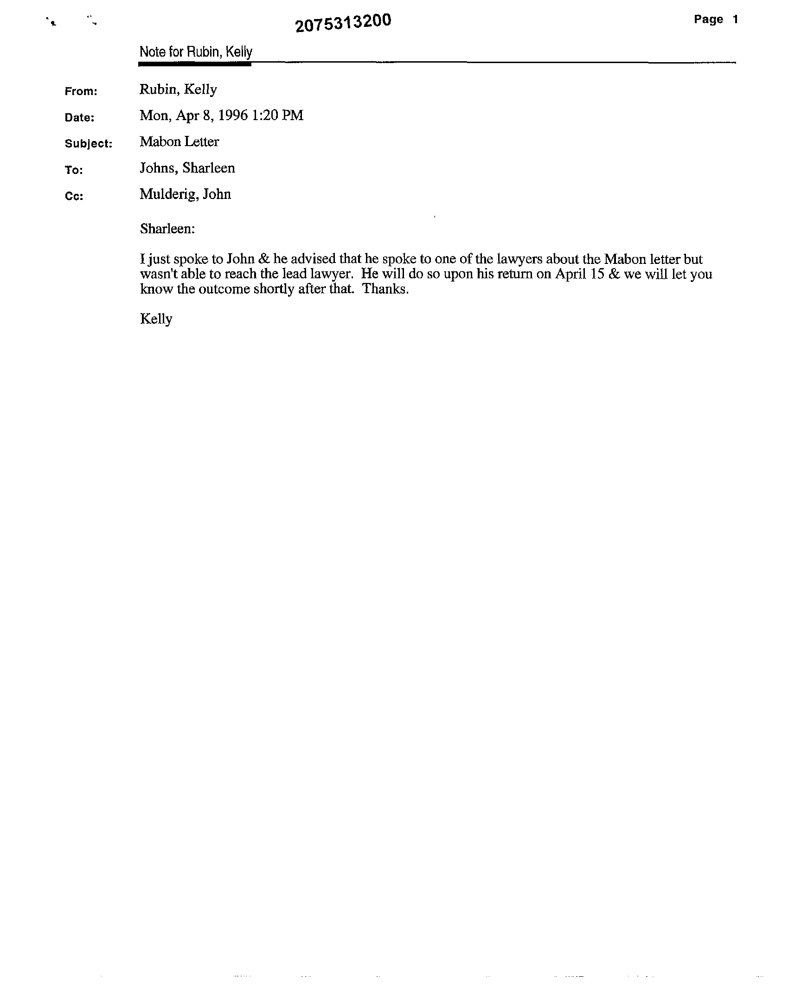 2075313200
Page 1
Note for Rubin, Kelly
From: Rubin, Kelly
Date: Mon, Apr 8, 1996 1:20 PM
Subject: Mabon Letter
To: Johns, Sharleen
Cc: Mulderig, John
Sharleen:
I just spoke to John & he advised that he spoke to one of the lawyers about the Mabon letter but
wasn't able to reach the lead lawyer. He will do so upon his return on April 15 & we will let you
know the outcome shortly after that. Thanks.
Kelly